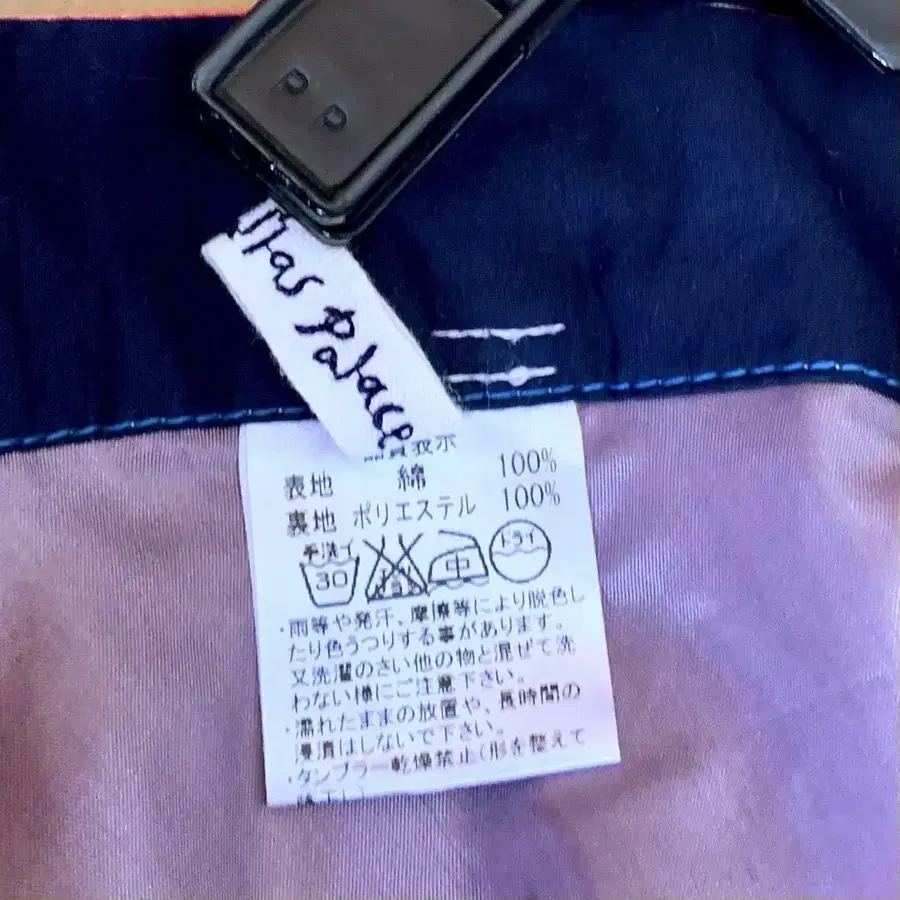 P P
Palace
表示
表地 綿 100%
裏地 ポリエステル 100%
手洗イ 30 中 ドライ
・雨等や発汗、摩擦等により脱色し
たり色うつりする事があります。
又洗濯のさい他の物と混ぜて洗
わない様にご注意下さい。
・濡れたままの放置や、長時間の
浸漬はしないで下さい。
・タンブラー乾燥禁止(形を整えて